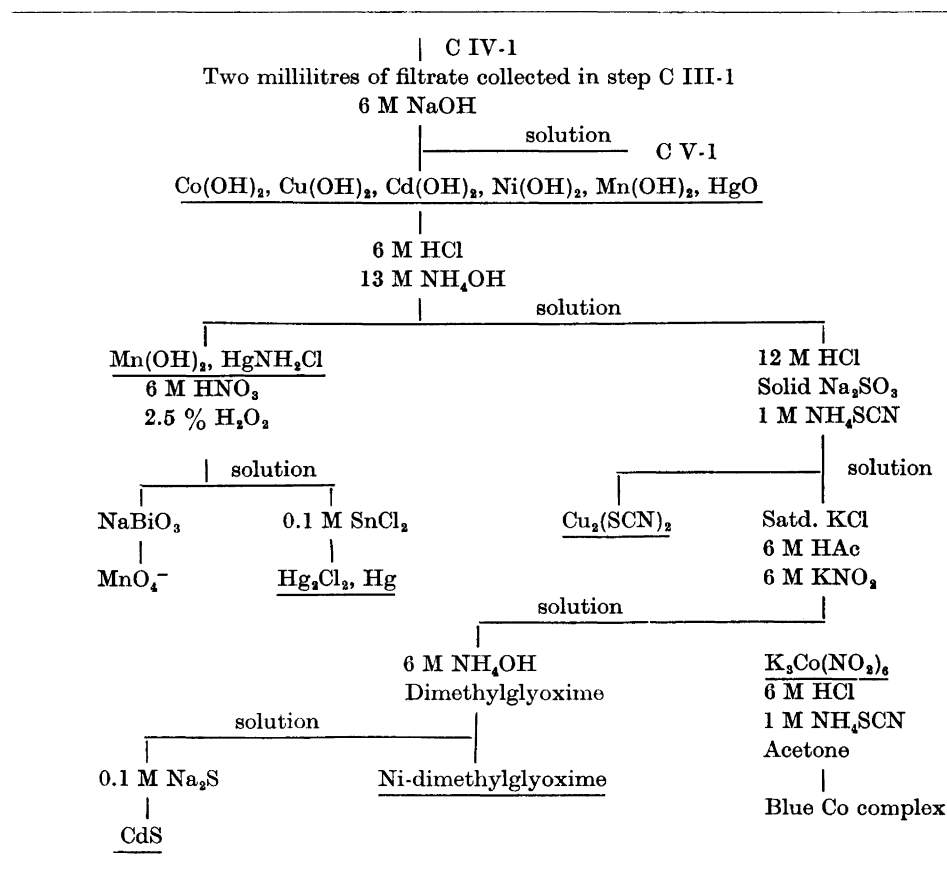 C IV-1
Two millilitres of filtrate collected in step C III-1
6 M NaOH
solution
C V-1
Co(OH)₂, Cu(OH)₂, Cd(OH)₂, Ni(OH)₂, Mn(OH)₂, HgO
6 M HCl
13 M NH₄OH
solution
Mn(OH)₂, HgNH₂Cl
6 M HNO₃
2.5 % H₂O₂
12 M HCl
Solid Na₂SO₃
1 M NH₄SCN
solution
solution
NaBiO₃
MnO₄⁻
0.1 M SnCl₂
Hg₂Cl₂, Hg
Cu₂(SCN)₂
Satd. KCl
6 M HAc
6 M KNO₂
solution
6 M NH₄OH
Dimethylglyoxime
K₃Co(NO₂)₆
6 M HCl
1 M NH₄SCN
Acetone
Blue Co complex
solution
0.1 M Na₂S
CdS
Ni-dimethylglyoxime